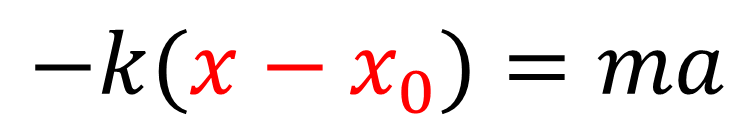 −k(x − x₀) = ma